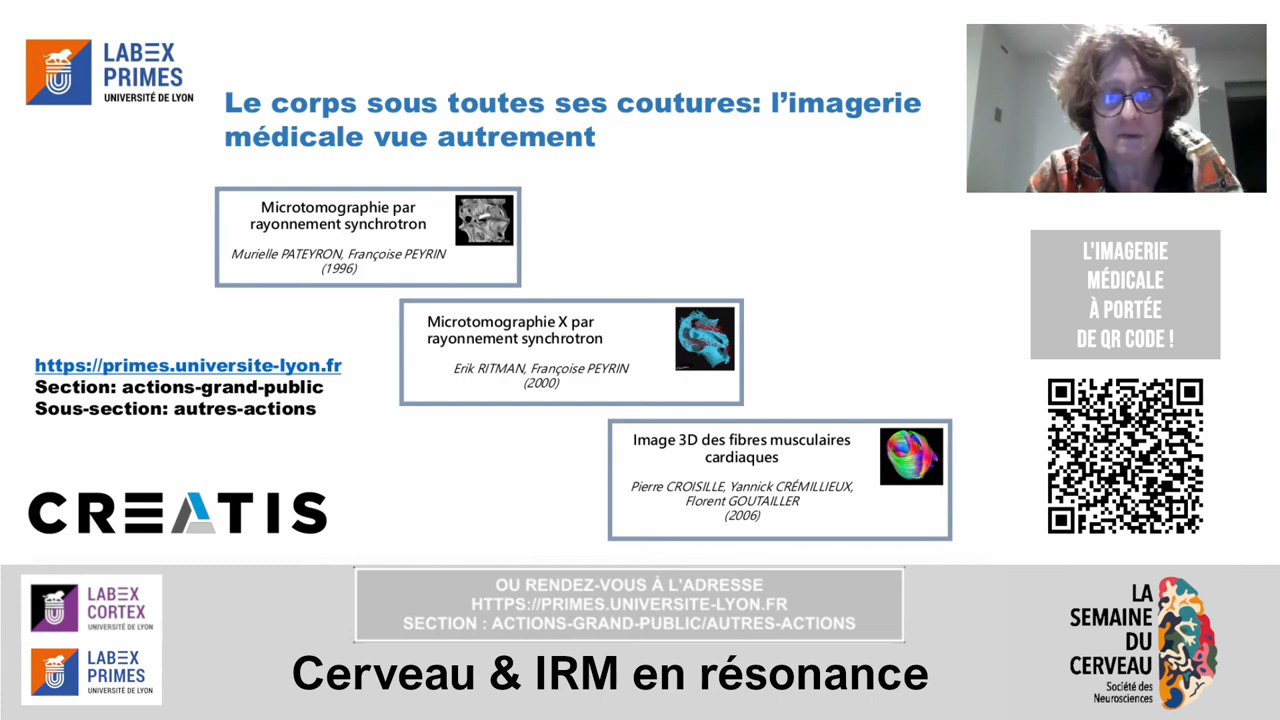 LABEX
PRIMES
UNIVERSITÉ DE LYON
Le corps sous toutes ses coutures: l'imagerie
médicale vue autrement
Microtomographie par
rayonnement synchrotron
Murielle PATEYRON, Françoise PEYRIN
(1996)
Microtomographie X par
rayonnement synchrotron
Erik RITMAN, Françoise PEYRIN
(2000)
Image 3D des fibres musculaires
cardiaques
Pierre CROISILLE, Yannick CRÉMILLIEUX,
Florent GOUTAILLER
(2006)
https://primes.universite-lyon.fr
Section: actions-grand-public
Sous-section: autres-actions
CREATIS
L'IMAGERIE
MÉDICALE
À PORTÉE
DE QR CODE !
LABEX
CORTEX
UNIVERSITÉ DE LYON
LABEX
PRIMES
UNIVERSITÉ DE LYON
OU RENDEZ-VOUS À L'ADRESSE
HTTPS://PRIMES.UNIVERSITE-LYON.FR
SECTION : ACTIONS-GRAND-PUBLIC/AUTRES-ACTIONS
Cerveau & IRM en résonance
LA
SEMAINE
DU
CERVEAU
Société des
Neurosciences